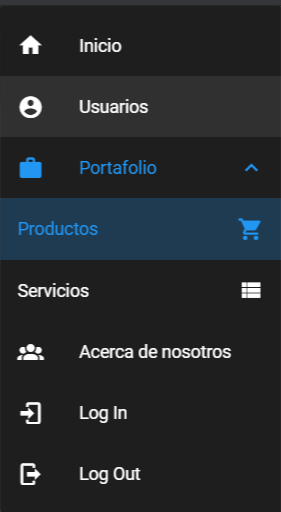 Inicio
Usuarios
Portafolio
Productos
Servicios
Acerca de nosotros
Log In
Log Out